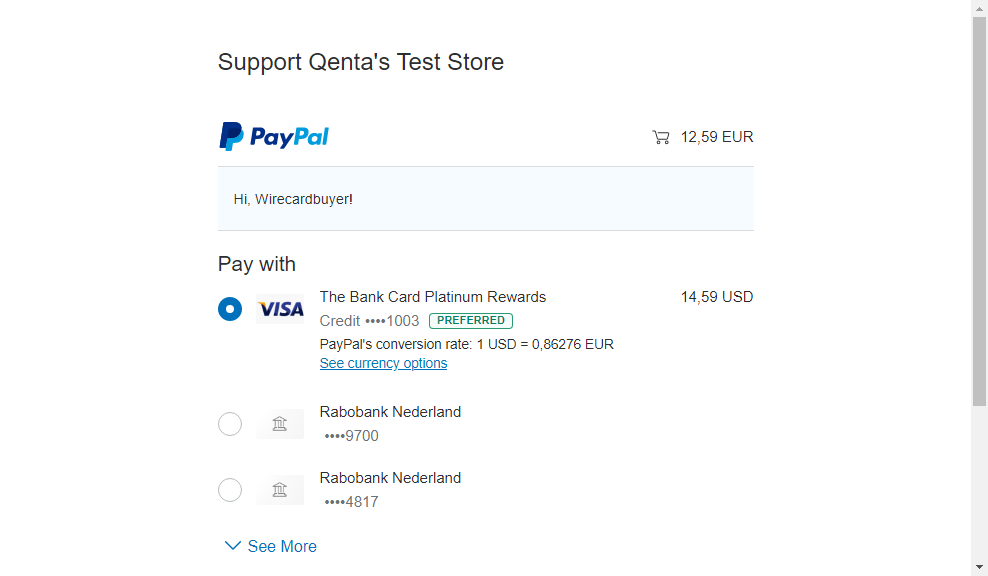 Support Qenta's Test Store
PayPal
12,59 EUR
Hi, Wirecardbuyer!
Pay with
VISA
The Bank Card Platinum Rewards
14,59 USD
Credit ••••1003 PREFERRED
PayPal's conversion rate: 1 USD = 0,86276 EUR
See currency options
Rabobank Nederland
••••9700
Rabobank Nederland
••••4817
See More